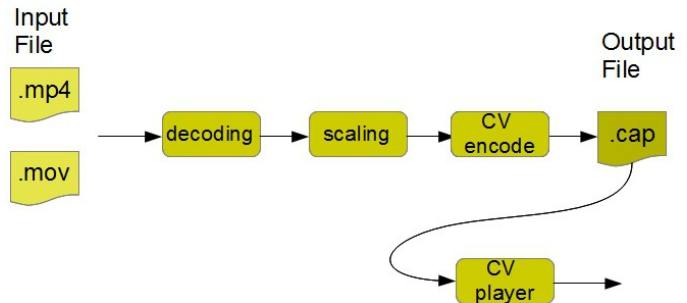 Input
File
.mp4
.mov
decoding
scaling
CV
encode
Output
File
.cap
CV
player